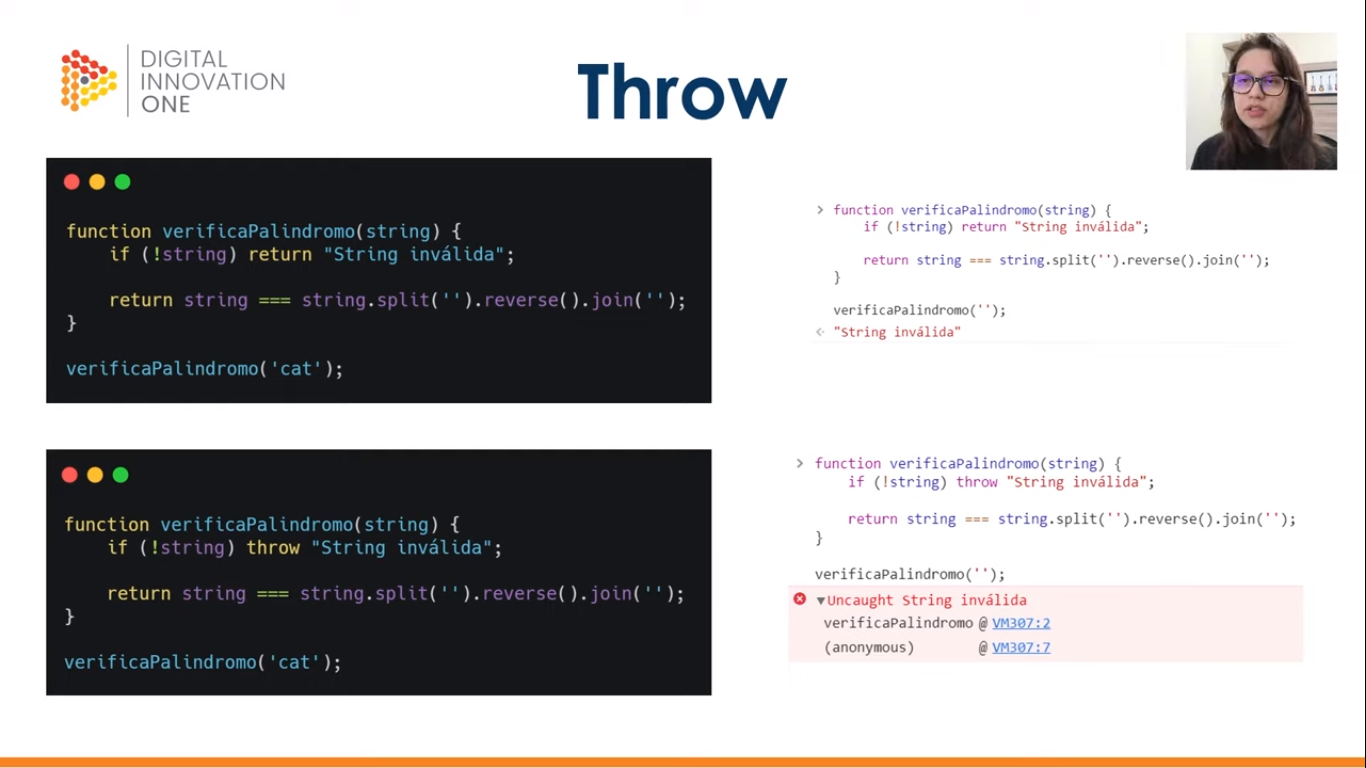 DIGITAL
INNOVATION
ONE
Throw
function verificaPalindromo(string) {
    if (!string) return "String inválida";
    return string === string.split('').reverse().join('');
}
verificaPalindromo('cat');
> function verificaPalindromo(string) {
    if (!string) return "String inválida";
    return string === string.split('').reverse().join('');
}
verificaPalindromo('');
"String inválida"
function verificaPalindromo(string) {
    if (!string) throw "String inválida";
    return string === string.split('').reverse().join('');
}
verificaPalindromo('cat');
> function verificaPalindromo(string) {
    if (!string) throw "String inválida";
    return string === string.split('').reverse().join('');
}
verificaPalindromo('');
▼Uncaught String inválida
verificaPalindromo @ VM307:2
(anonymous) @ VM307:7